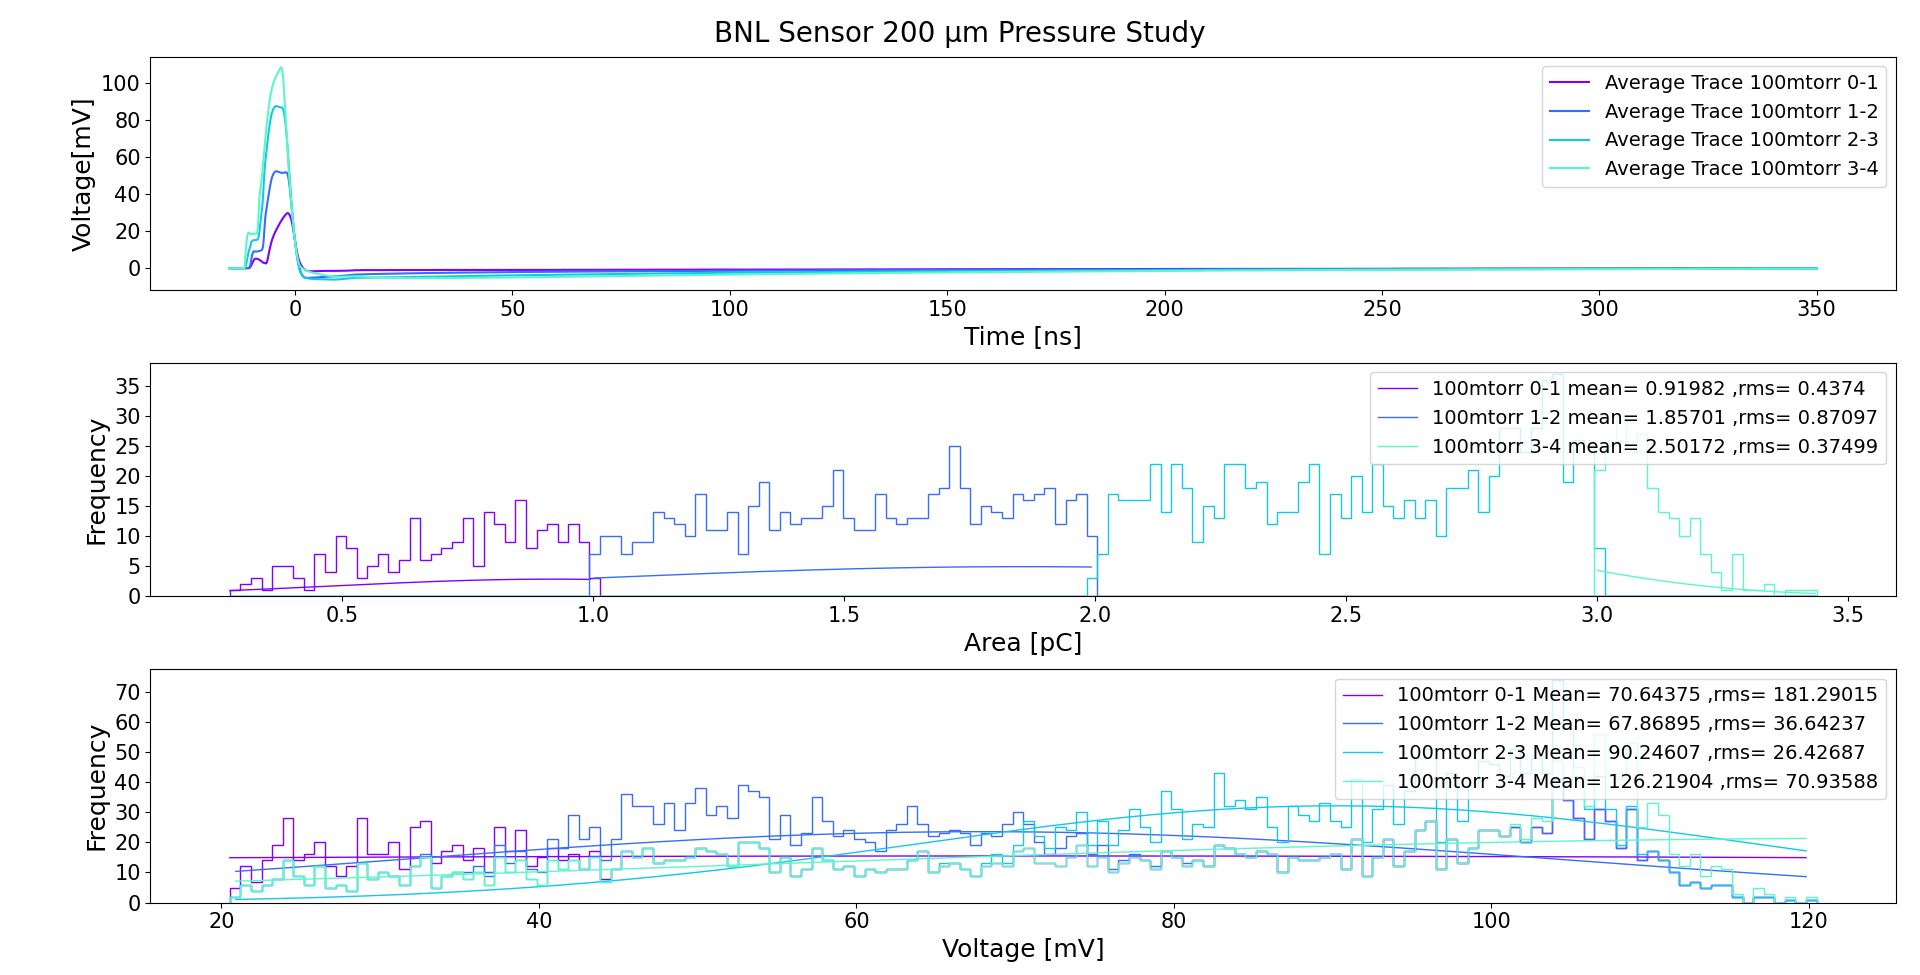 BNL Sensor 200 μm Pressure Study
Voltage[mV]
100
80
60
40
20
0
Average Trace 100mtorr 0-1
Average Trace 100mtorr 1-2
Average Trace 100mtorr 2-3
Average Trace 100mtorr 3-4
0 50 100 150 200 250 300 350
Time [ns]
Frequency
35
30
25
20
15
10
5
0
100mtorr 0-1 mean= 0.91982 ,rms= 0.4374
100mtorr 1-2 mean= 1.85701 ,rms= 0.87097
100mtorr 3-4 mean= 2.50172 ,rms= 0.37499
0.5 1.0 1.5 2.0 2.5 3.0 3.5
Area [pC]
Frequency
70
60
50
40
30
20
10
0
100mtorr 0-1 Mean= 70.64375 ,rms= 181.29015
100mtorr 1-2 Mean= 67.86895 ,rms= 36.64237
100mtorr 2-3 Mean= 90.24607 ,rms= 26.42687
100mtorr 3-4 Mean= 126.21904 ,rms= 70.93588
20 40 60 80 100 120
Voltage [mV]